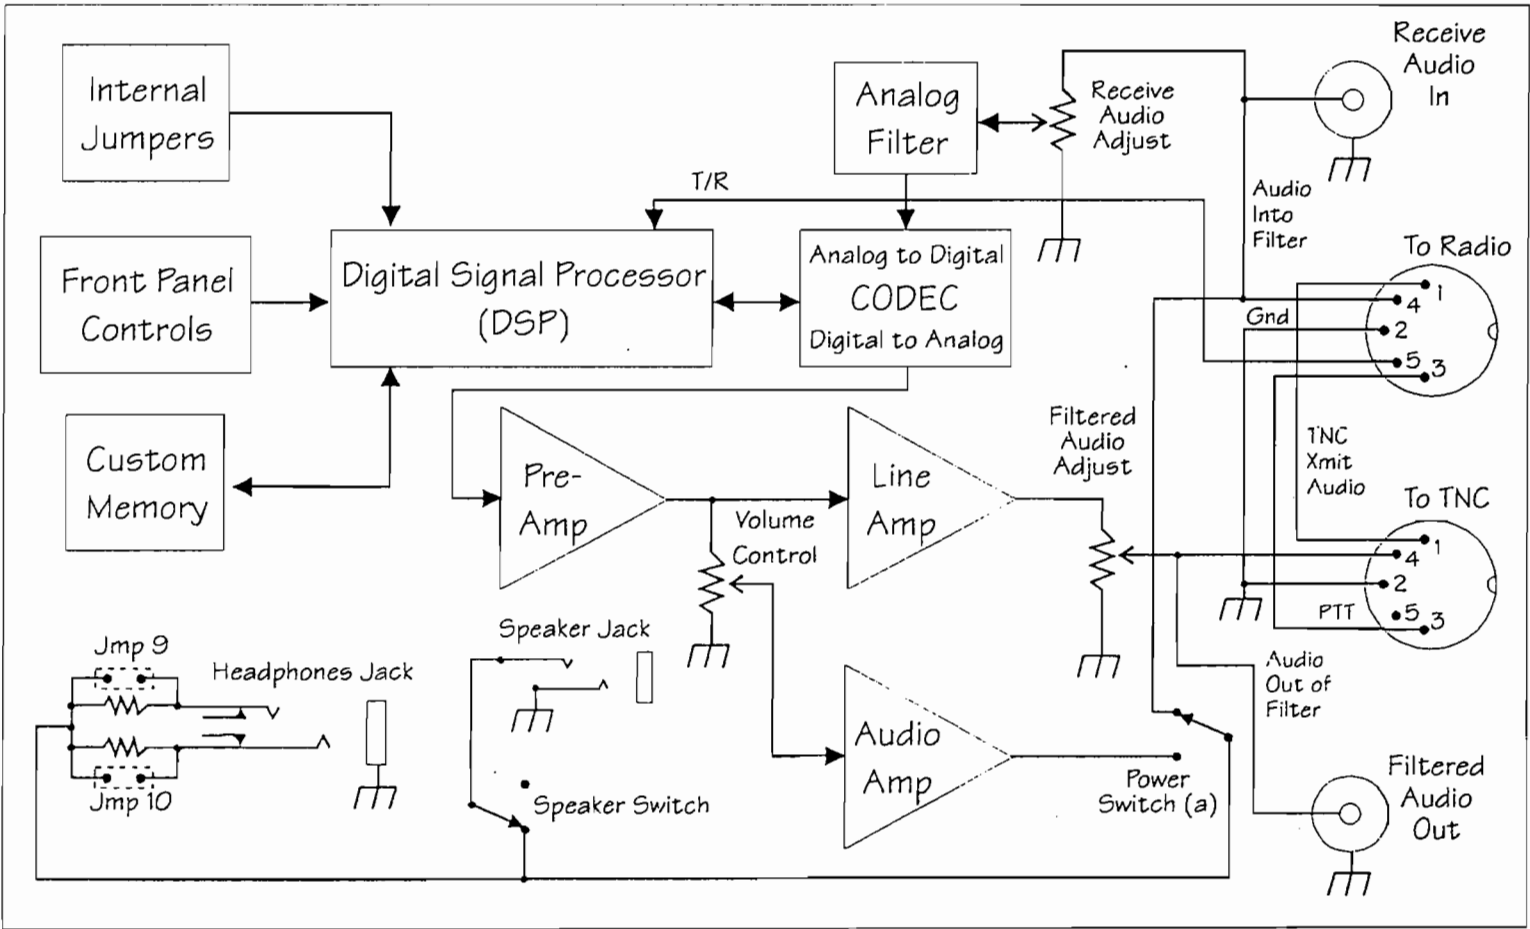 Internal
Jumpers
Front Panel
Controls
Custom
Memory
Digital Signal Processor
(DSP)
T/R
Analog
Filter
Receive
Audio
Adjust
Analog to Digital
CODEC
Digital to Analog
Receive
Audio
In
Audio
Into
Filter
To Radio
1
4
Gnd
2
5
3
Pre-
Amp
Volume
Control
Line
Amp
Filtered
Audio
Adjust
TNC
Xmit
Audio
To TNC
1
4
2
5
PTT
3
Jmp 9
Headphones Jack
Jmp 10
Speaker Jack
Speaker Switch
Audio
Amp
Power
Switch (a)
Audio
Out of
Filter
Filtered
Audio
Out